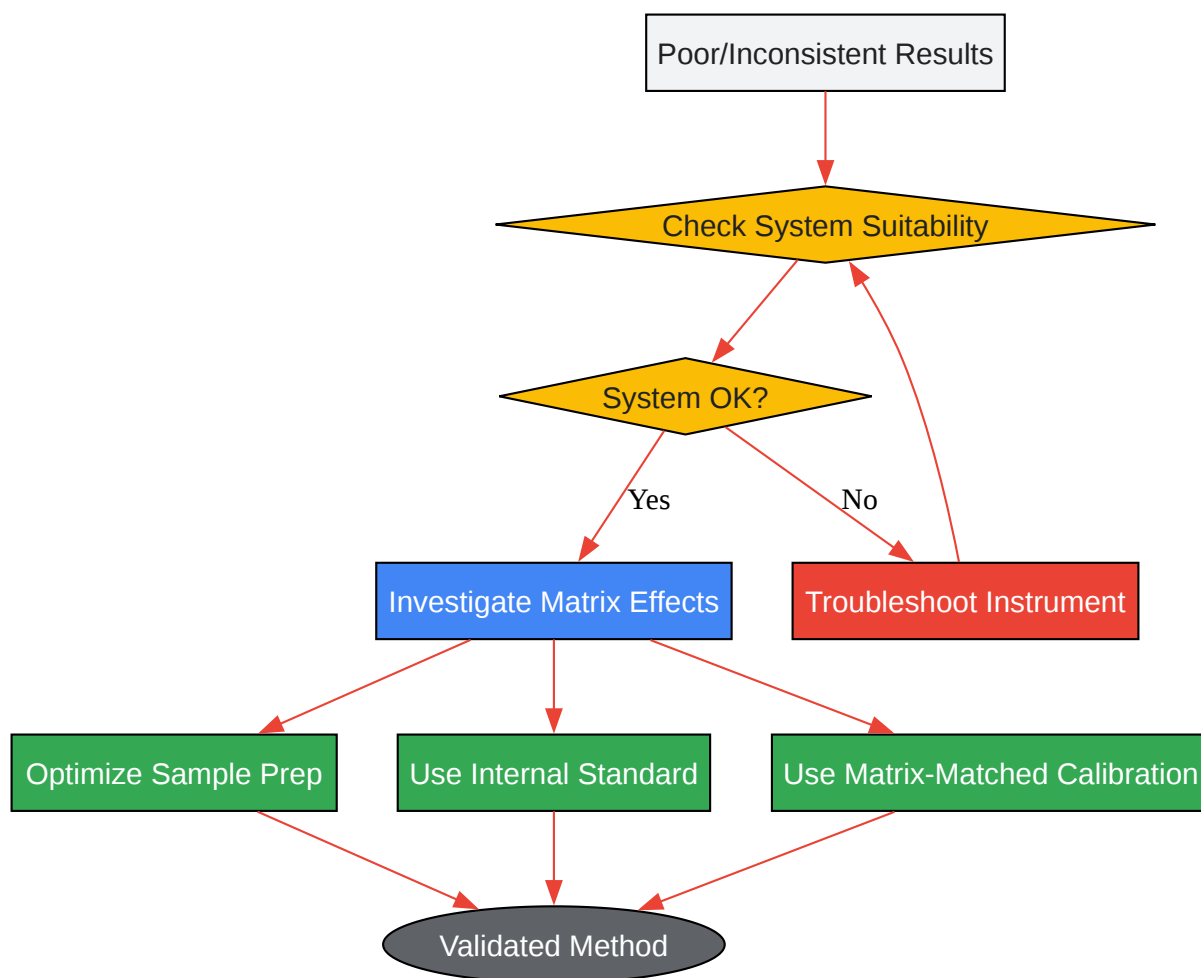 Poor/Inconsistent Results
Check System Suitability
System OK?
Yes
No
Investigate Matrix Effects
Troubleshoot Instrument
Optimize Sample Prep
Use Internal Standard
Use Matrix-Matched Calibration
Validated Method